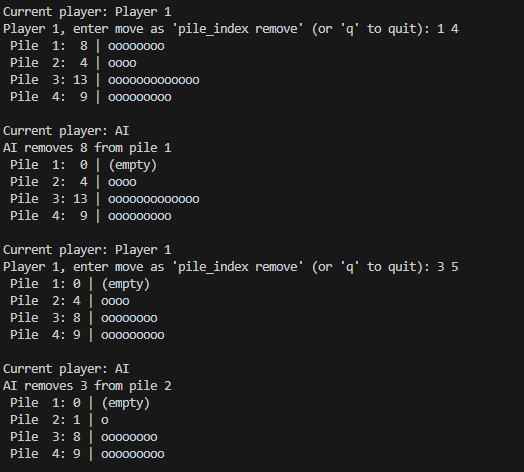 Current player: Player 1
Player 1, enter move as 'pile_index remove' (or 'q' to quit): 1 4
 Pile  1:  8 | oooooooo
 Pile  2:  4 | oooo
 Pile  3: 13 | ooooooooooooo
 Pile  4:  9 | ooooooooo

Current player: AI
AI removes 8 from pile 1
 Pile  1:  0 | (empty)
 Pile  2:  4 | oooo
 Pile  3: 13 | ooooooooooooo
 Pile  4:  9 | ooooooooo

Current player: Player 1
Player 1, enter move as 'pile_index remove' (or 'q' to quit): 3 5
 Pile  1: 0 | (empty)
 Pile  2: 4 | oooo
 Pile  3: 8 | oooooooo
 Pile  4: 9 | ooooooooo

Current player: AI
AI removes 3 from pile 2
 Pile  1: 0 | (empty)
 Pile  2: 1 | o
 Pile  3: 8 | oooooooo
 Pile  4: 9 | ooooooooo